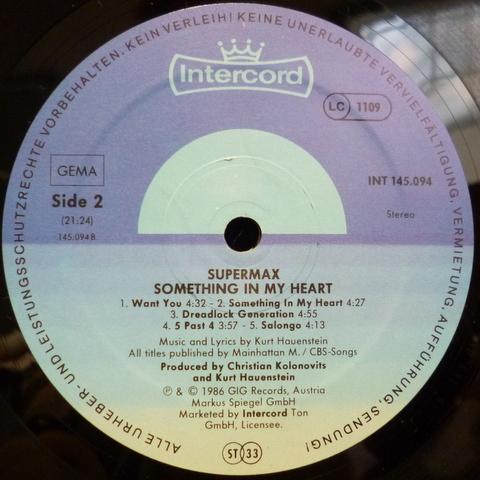 ALLE URHEBER- UND LEISTUNGSSCHUTZRECHTE VORBEHALTEN. KEIN VERLEIH! KEINE UNERLAUBTE VERVIELFÄLTIGUNG, VERMIETUNG, AUFFÜHRUNG, SENDUNG!
Intercord
LC 1109
GEMA
INT 145.094
Side 2
(21:24)
Stereo
145.094 B
SUPERMAX
SOMETHING IN MY HEART
1. Want You 4:32 - 2. Something In My Heart 4:27
3. Dreadlock Generation 4:55
4. 5 Past 4 3:57 - 5. Salongo 4:13
Music and Lyrics by Kurt Hauenstein
All titles published by Mainhattan M. / CBS-Songs
Produced by Christian Kolonovits
and Kurt Hauenstein
℗ & © 1986 GIG Records, Austria
Markus Spiegel GmbH
Marketed by Intercord Ton
GmbH, Licensee.
ST 33